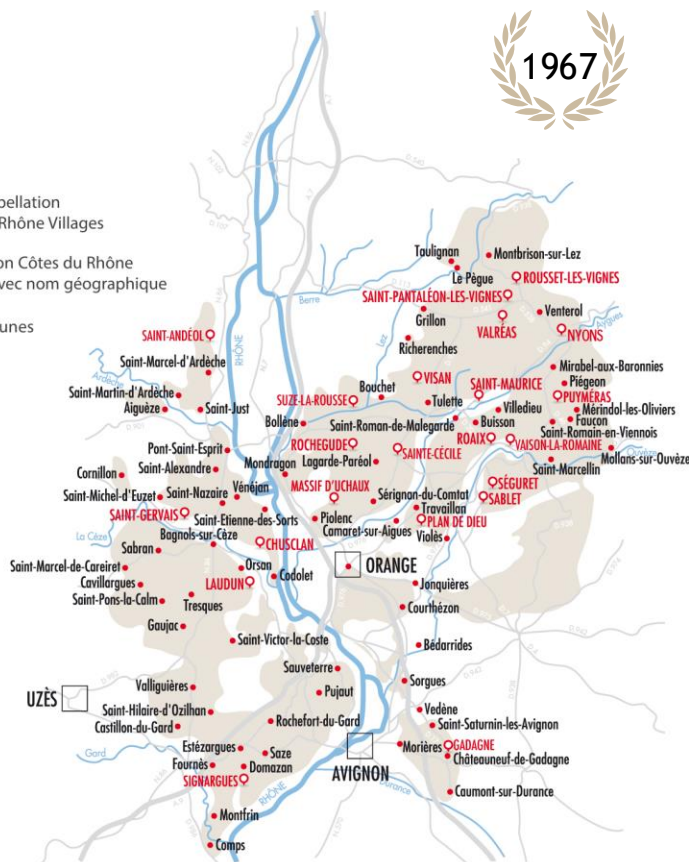 1967
pellation
Rhône Villages
on Côtes du Rhône
vec nom géographique
unes
Taulignan
Montbrison-sur-Lez
Le Pègue
ROUSSET-LES-VIGNES
SAINT-PANTALÉON-LES-VIGNES
Berre
Grillon
VALRÉAS
Venterol
Aygues
NYONS
SAINT-ANDÉOL
RHÔNE
Lez
Richerenches
Saint-Marcel-d'Ardèche
Mirabel-aux-Baronnies
Ardèche
VISAN
Piégeon
Saint-Martin-d'Ardèche
Bouchet
SAINT-MAURICE
PUYMÉRAS
SUZE-LA-ROUSSE
Tulette
Villedieu
Mérindol-les-Oliviers
Aiguèze
Saint-Just
Bollène
Saint-Roman-de-Malegarde
Buisson
Faucon
Saint-Romain-en-Viennois
ROCHEGUDE
ROAIX
VAISON-LA-ROMAINE
Pont-Saint-Esprit
SAINTE-CÉCILE
Mollans-sur-Ouvèze
Ouvèze
Saint-Alexandre
Mondragon
Lagarde-Paréol
Saint-Marcellin
Cornillon
MASSIF D'UCHAUX
SÉGURET
Saint-Michel-d'Euzet
Saint-Nazaire
Vénéjan
Sérignan-du-Comtat
SABLET
Travaillan
SAINT-GERVAIS
Saint-Etienne-des-Sorts
Piolenc
PLAN DE DIEU
Camaret-sur-Aigues
La Cèze
Bagnols-sur-Cèze
CHUSCLAN
Violès
Sabran
Saint-Marcel-de-Careiret
Orsan
ORANGE
Cavillargues
LAUDUN
Codolet
Jonquières
Saint-Pons-la-Calm
Tresques
Courthézon
Gaujac
Saint-Victor-la-Coste
Bédarrides
Sauveterre
Sorgues
Valliguières
Pujaut
UZÈS
Saint-Hilaire-d'Ozilhan
Vedène
Castillon-du-Gard
Rochefort-du-Gard
Saint-Saturnin-les-Avignon
Gard
Estézargues
Saze
Morières
GADAGNE
Fournès
Domazan
AVIGNON
Châteauneuf-de-Gadagne
SIGNARGUES
RHÔNE
Durance
Caumont-sur-Durance
Montfrin
Comps